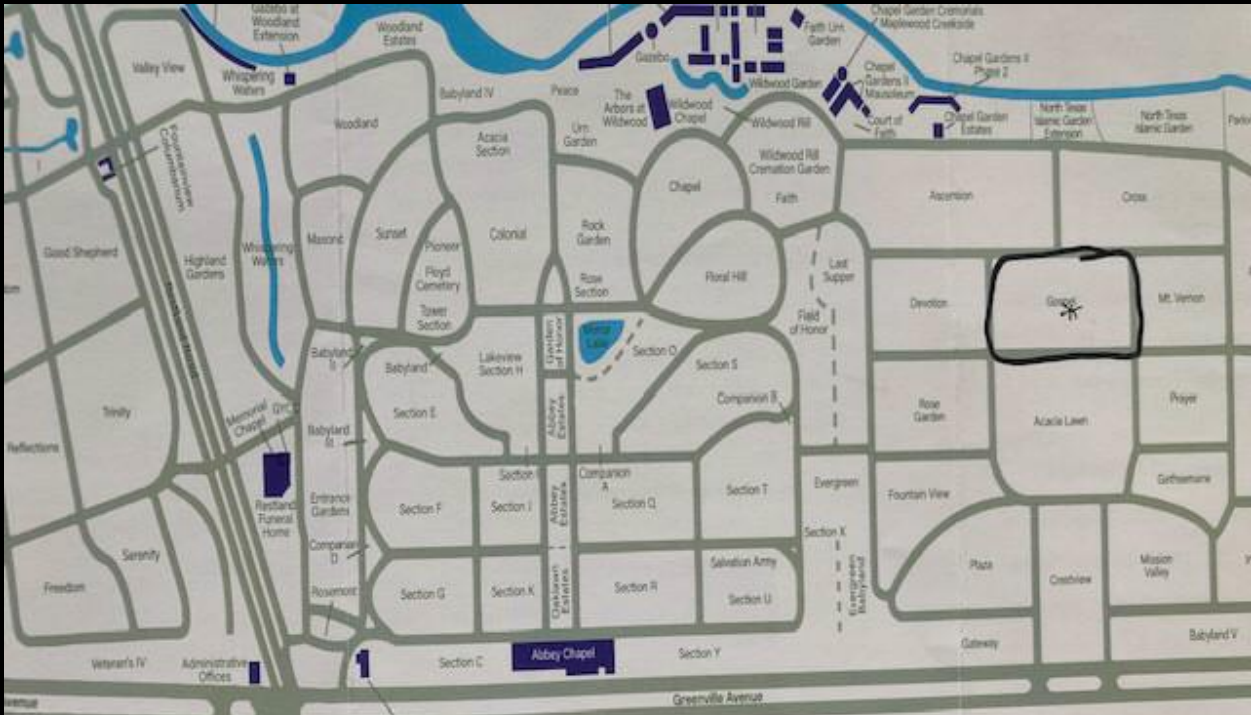 Gazebo at
Woodland
Extension
Woodland
Estates
Valley View
Whispering
Waters
Gazebo
Faith Urn
Garden
Chapel Garden Cremorials
Maplewood Creekside
Chapel Gardens II
Phase 2
Chapel
Gardens II
Mausoleum
Wildwood Garden
Babyland IV
Peace
The
Arbors at
Wildwood
Wildwood
Chapel
Wildwood Rill
Court of
Faith
Chapel Garden
Estates
North Texas
Islamic Garden
Extension
North Texas
Islamic Garden
Woodland
Acacia
Section
Urn
Garden
Fountainview
Columbarium
Wildwood Rill
Cremation Garden
Faith
Chapel
Ascension
Cross
Good Shepherd
Highland
Gardens
Whispering
Waters
Masonic
Sunset
Pioneer
Floyd
Cemetery
Tower
Section
Colonial
Rock
Garden
Rose
Section
Floral Hill
Last
Supper
Field
of Honor
Devotion
Gospel
Mt. Vernon
Babyland
II
Babyland
Lakeview
Section H
Garden
of Honor
Mirror
Lake
Section O
Section S
Companion B
Trinity
Reflections
Memorial
Chapel
Babyland
III
Section E
Abbey
Estates
Rose
Garden
Acacia Lawn
Prayer
Restland
Funeral
Home
Entrance
Gardens
Section F
Section I
Section J
Abbey
Estates
Companion
A
Section Q
Section T
Evergreen
Fountain View
Gethsemane
Companion
D
Section X
Serenity
Freedom
Rosemont
Section G
Section K
Oaklawn
Estates
Section R
Salvation Army
Section U
Evergreen
Babyland
Plaza
Crestview
Mission
Valley
Veteran's IV
Administrative
Offices
Section C
Abbey Chapel
Section Y
Gateway
Babyland V
Greenville Avenue